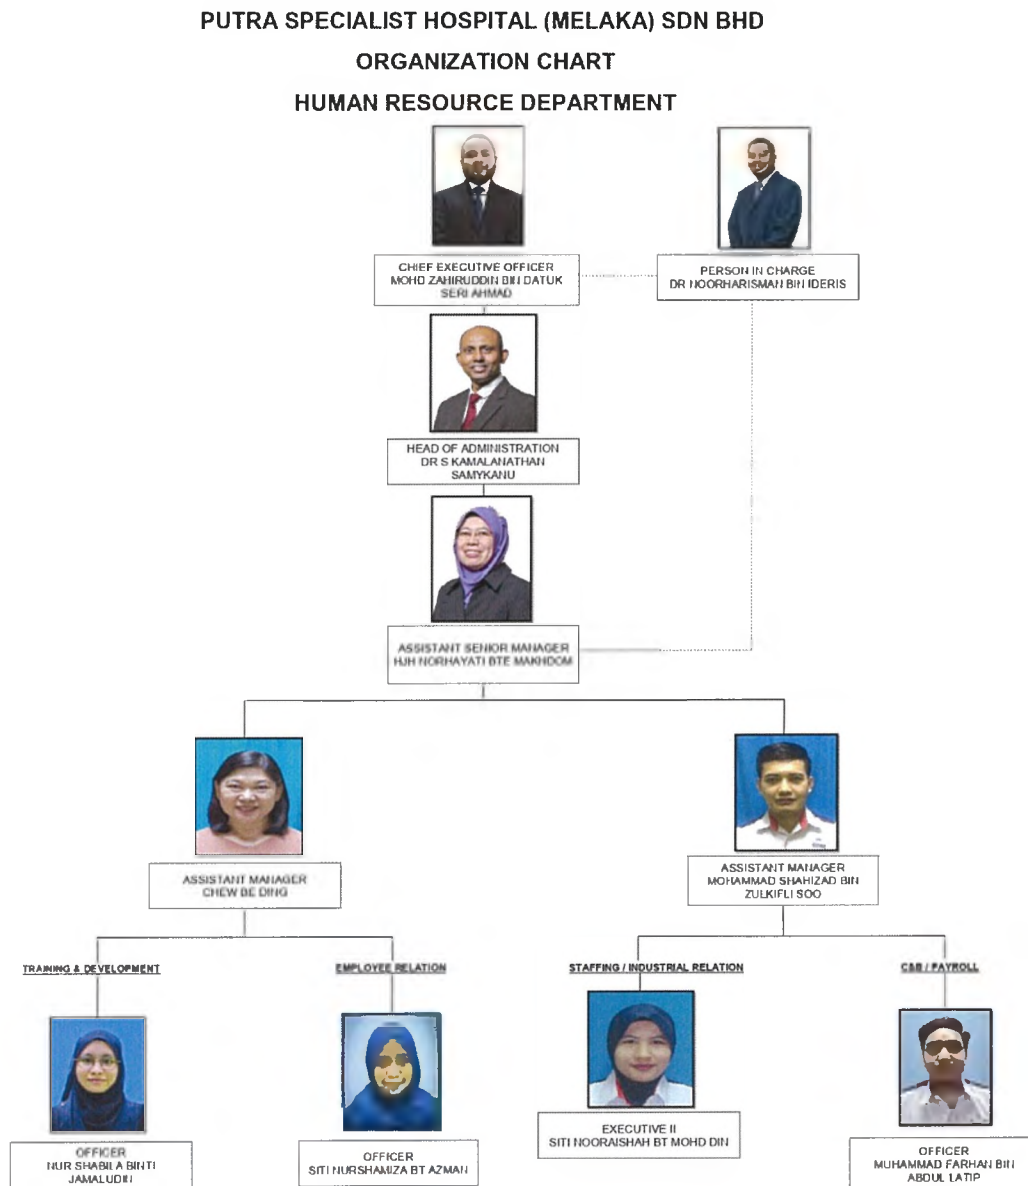 PUTRA SPECIALIST HOSPITAL (MELAKA) SDN BHD
ORGANIZATION CHART
HUMAN RESOURCE DEPARTMENT
CHIEF EXECUTIVE OFFICER
MOHD ZAHIRUDDIN BIN DATUK
SERI AHMAD
PERSON IN CHARGE
DR NOORHARISMAN BIN IDERIS
HEAD OF ADMINISTRATION
DR S KAMALANATHAN
SAMYKANU
ASSISTANT SENIOR MANAGER
HJH NORHAYATI BTE MAKHDOM
ASSISTANT MANAGER
CHEW BE DING
ASSISTANT MANAGER
MOHAMMAD SHAHIZAD BIN
ZULKIFLI SOO
TRAINING & DEVELOPMENT
EMPLOYEE RELATION
STAFFING / INDUSTRIAL RELATION
C&B / PAYROLL
OFFICER
NUR SHABILA BINTI
JAMALUDIN
OFFICER
SITI NURSHAMIZA BT AZMAN
EXECUTIVE II
SITI NOORAISHAH BT MOHD DIN
OFFICER
MUHAMMAD FARHAN BIN
ABDUL LATIP